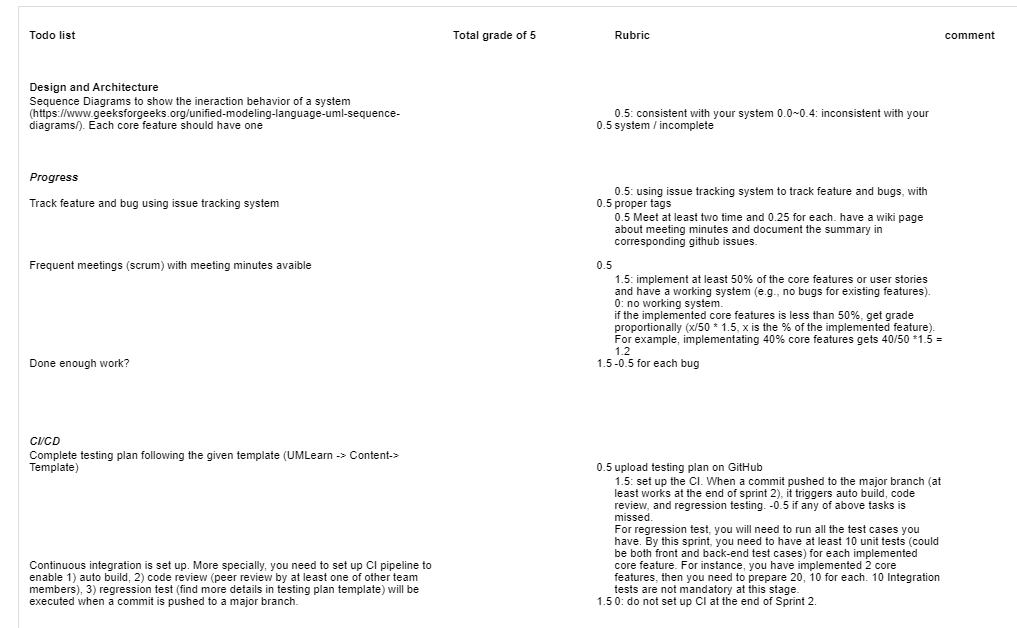 Todo list Total grade of 5 Rubric comment
Design and Architecture
Sequence Diagrams to show the ineraction behavior of a system
(https://www.geeksforgeeks.org/unified-modeling-language-uml-sequence-
diagrams/). Each core feature should have one
0.5: consistent with your system 0.0~0.4: inconsistent with your
0.5 system / incomplete
Progress
Track feature and bug using issue tracking system
0.5: using issue tracking system to track feature and bugs, with
0.5 proper tags
0.5 Meet at least two time and 0.25 for each. have a wiki page
about meeting minutes and document the summary in
corresponding github issues.
Frequent meetings (scrum) with meeting minutes avaible 0.5
1.5: implement at least 50% of the core features or user stories
and have a working system (e.g., no bugs for existing features).
0: no working system.
if the implemented core features is less than 50%, get grade
proportionally (x/50 * 1.5, x is the % of the implemented feature).
For example, implementating 40% core features gets 40/50 *1.5 =
1.2
Done enough work? 1.5 -0.5 for each bug
CI/CD
Complete testing plan following the given template (UMLearn -> Content->
Template) 0.5 upload testing plan on GitHub
1.5: set up the CI. When a commit pushed to the major branch (at
least works at the end of sprint 2), it triggers auto build, code
review, and regression testing. -0.5 if any of above tasks is
missed.
For regression test, you will need to run all the test cases you
have. By this sprint, you need to have at least 10 unit tests (could
be both front and back-end test cases) for each implemented
core feature. For instance, you have implemented 2 core
features, then you need to prepare 20, 10 for each. 10 Integration
tests are not mandatory at this stage.
Continuous integration is set up. More specially, you need to set up CI pipeline to
enable 1) auto build, 2) code review (peer review by at least one of other team
members), 3) regression test (find more details in testing plan template) will be
executed when a commit is pushed to a major branch. 1.5 0: do not set up CI at the end of Sprint 2.